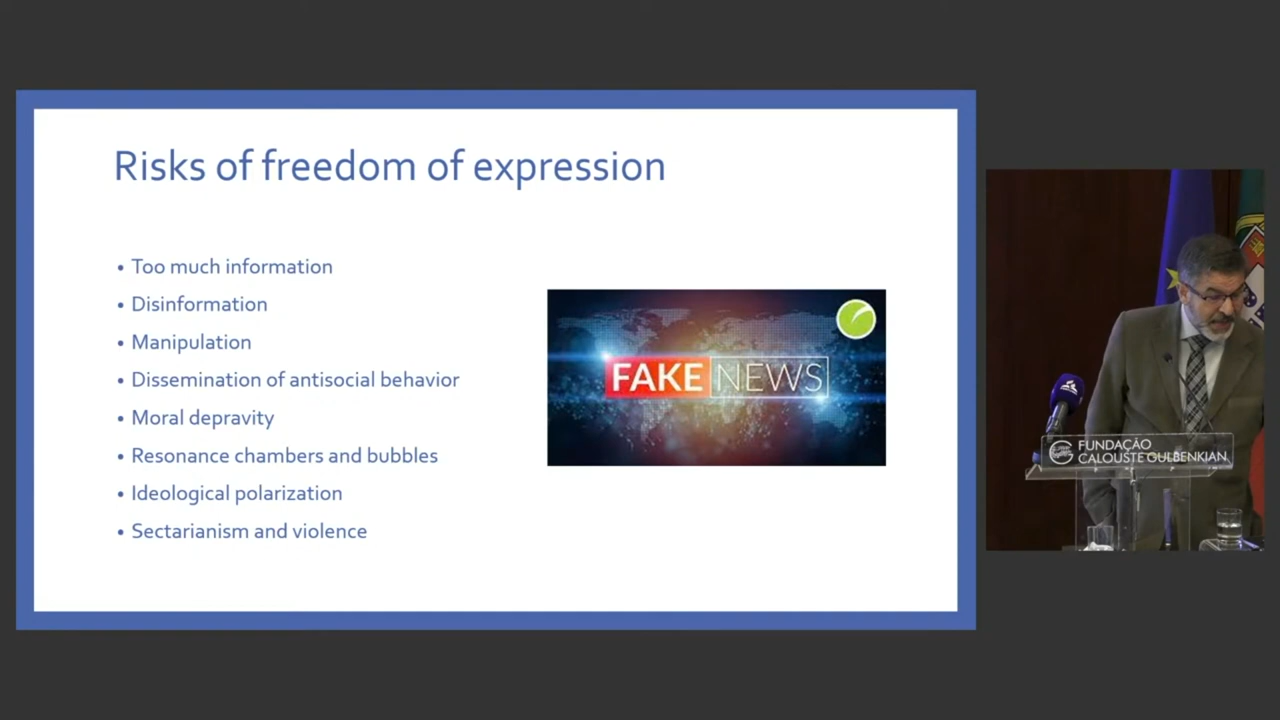 Risks of freedom of expression
• Too much information
• Disinformation
• Manipulation
• Dissemination of antisocial behavior
• Moral depravity
• Resonance chambers and bubbles
• Ideological polarization
• Sectarianism and violence
FAKE NEWS
FUNDAÇÃO
CALOUSTE GULBENKIAN